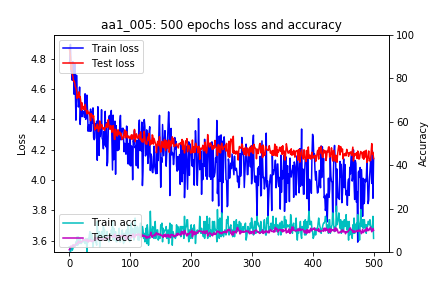 aa1_005: 500 epochs loss and accuracy
Train loss
Test loss
Train acc
Test acc
Loss
4.8
4.6
4.4
4.2
4.0
3.8
3.6
Accuracy
100
80
60
40
20
0
0 100 200 300 400 500